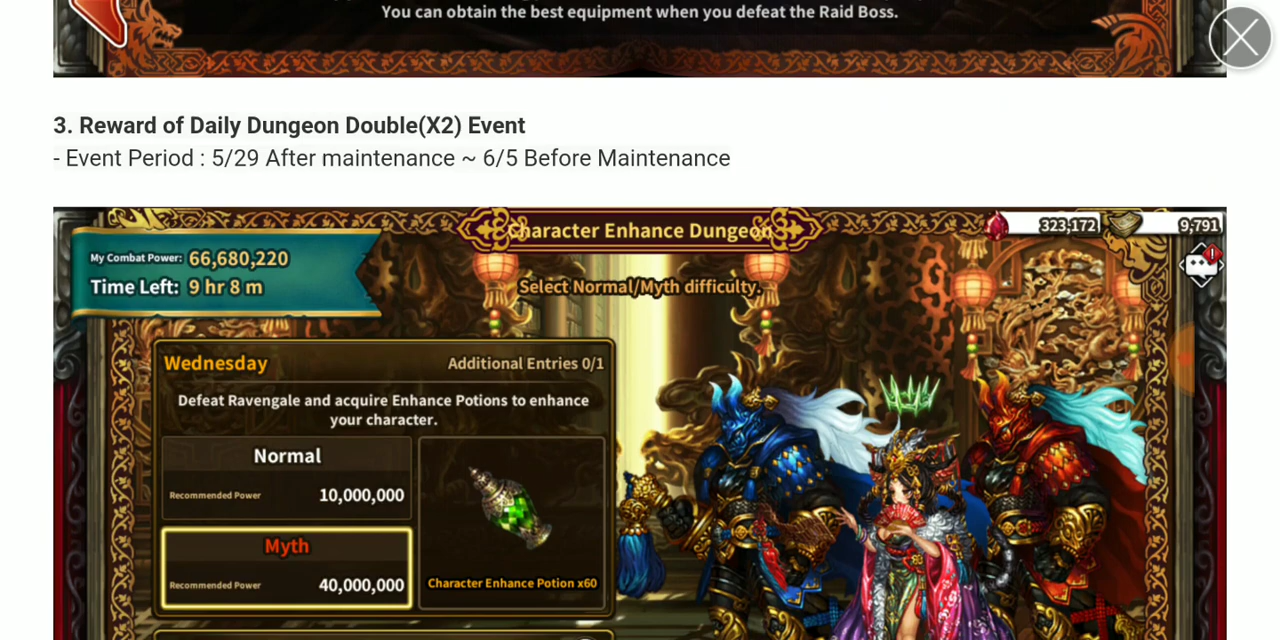 You can obtain the best equipment when you defeat the Raid Boss.
3. Reward of Daily Dungeon Double(X2) Event
- Event Period : 5/29 After maintenance ~ 6/5 Before Maintenance
Character Enhance Dungeon
323,172
9,791
My Combat Power: 66,680,220
Time Left: 9 hr 8 m
Select Normal/Myth difficulty.
Wednesday
Additional Entries 0/1
Defeat Ravengale and acquire Enhance Potions to enhance
your character.
Normal
Recommended Power 10,000,000
Myth
Recommended Power 40,000,000
Character Enhance Potion x60